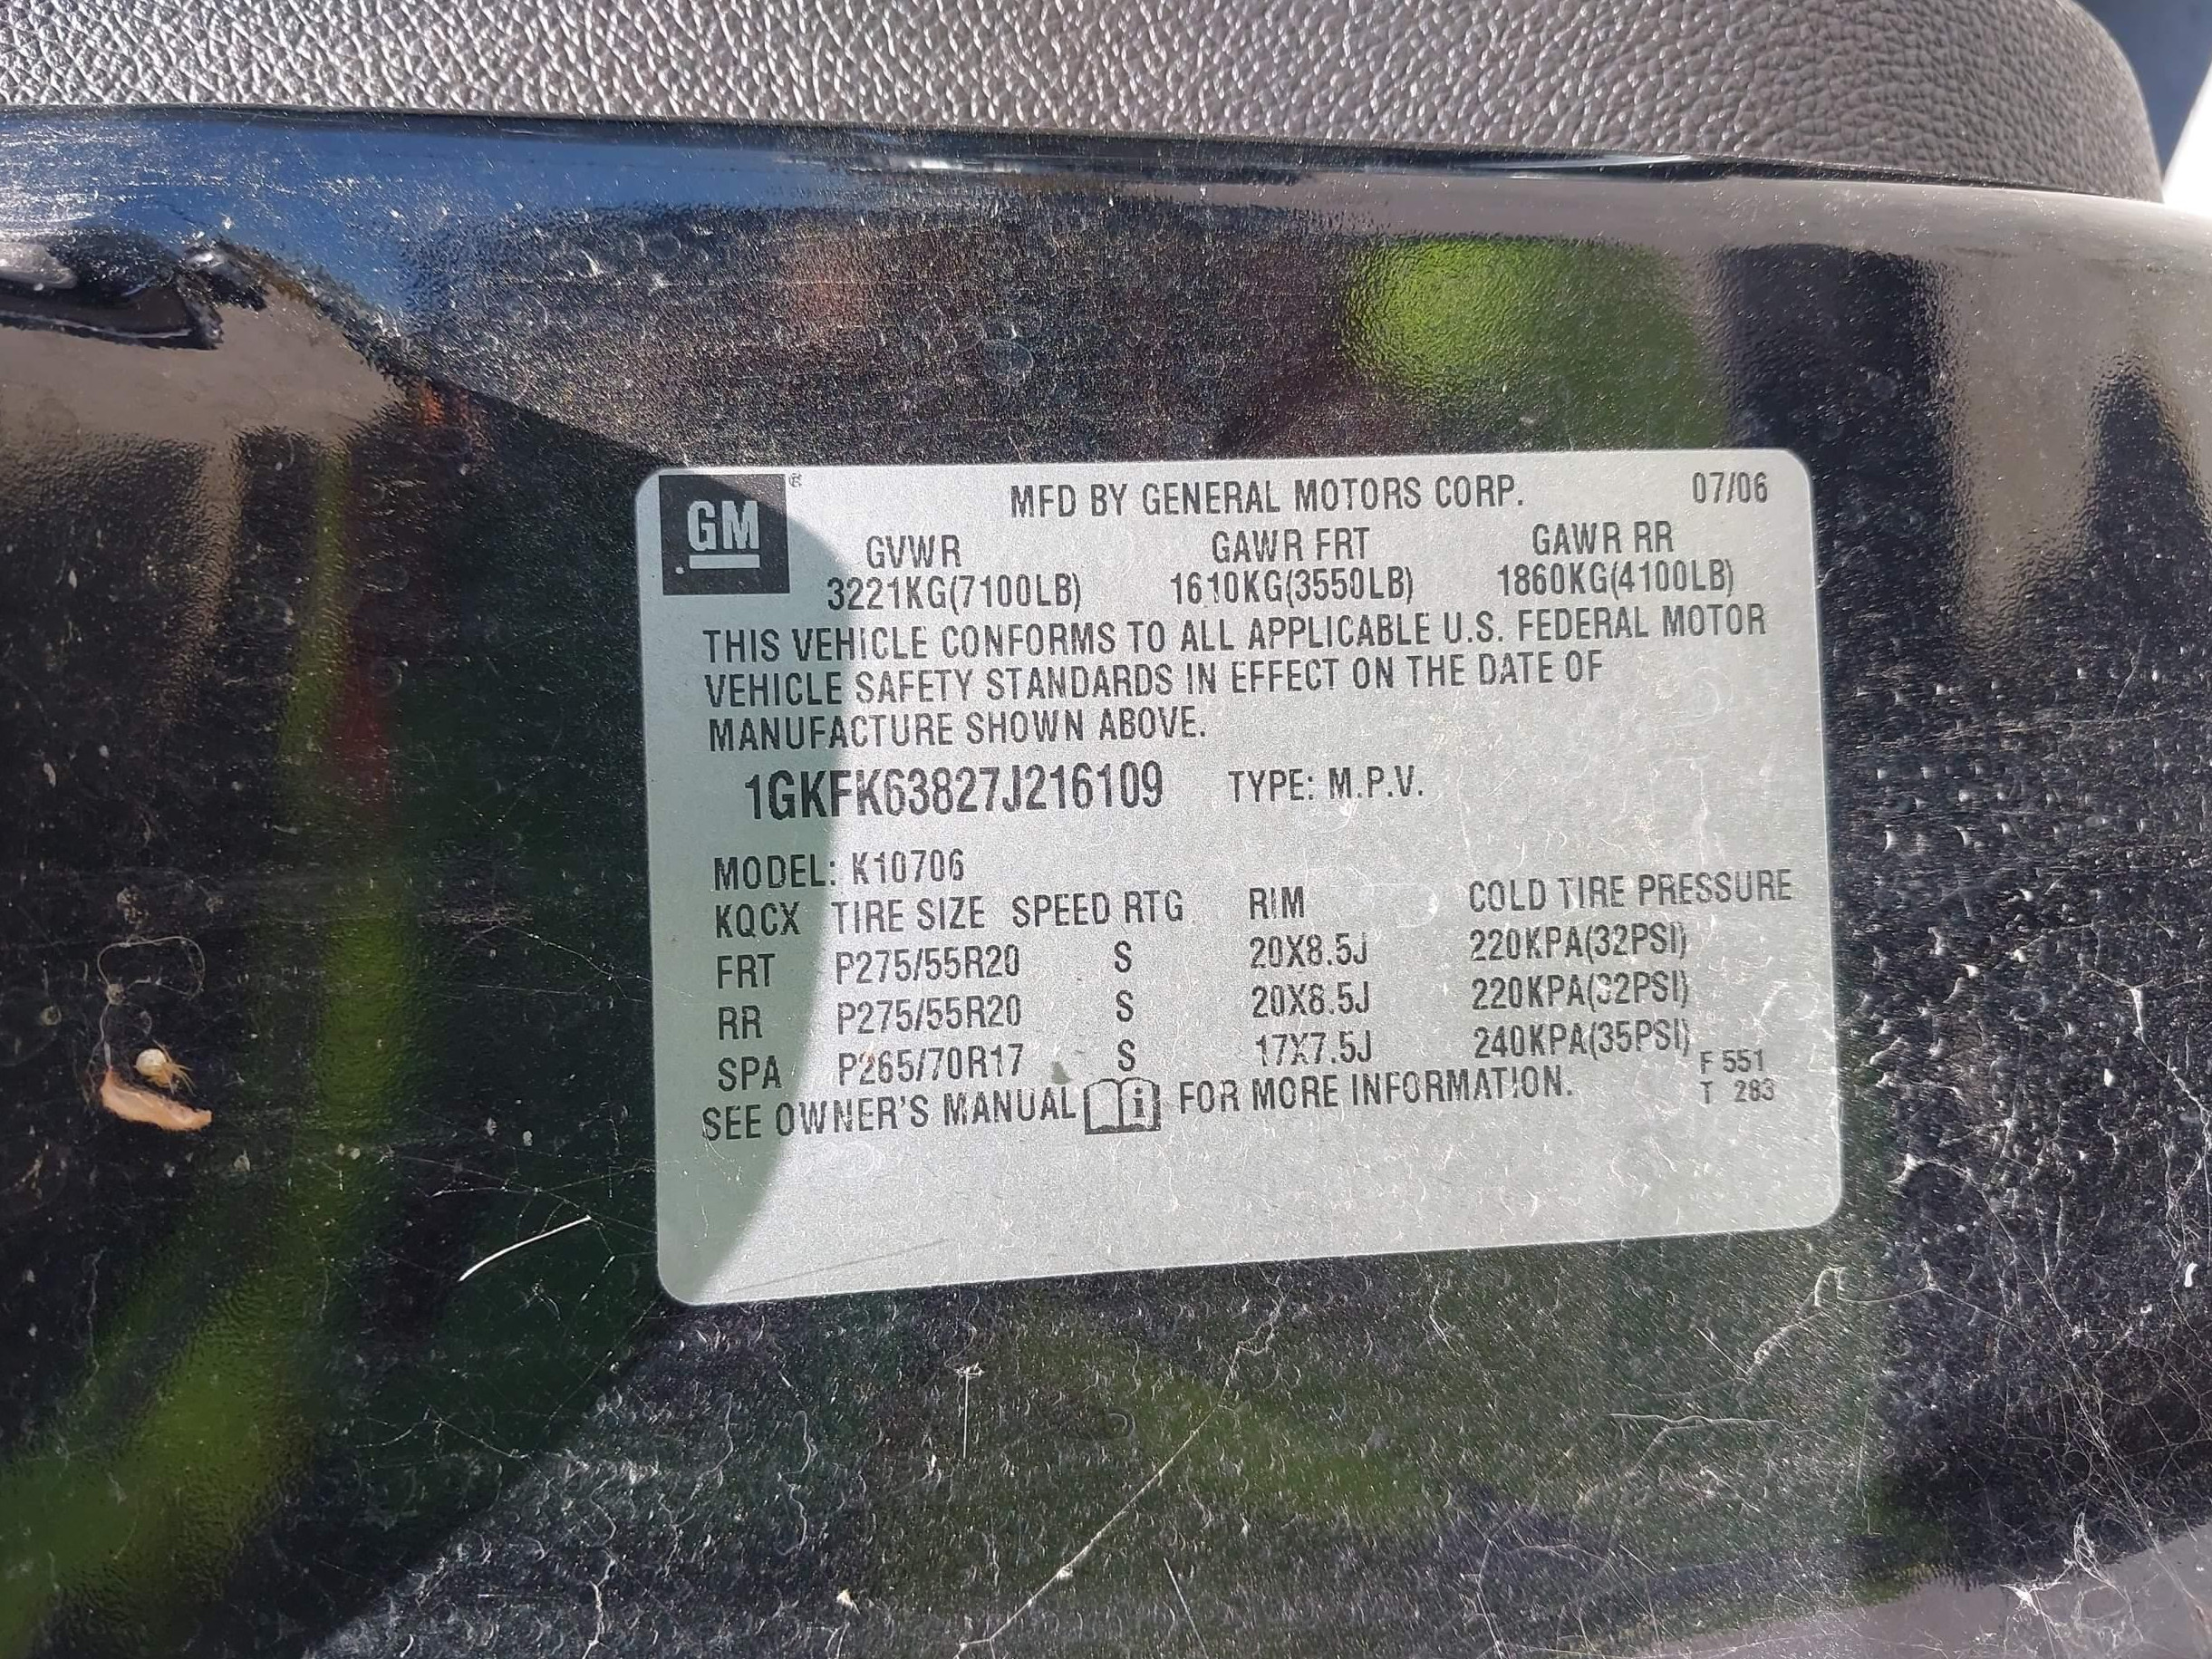 GM® MFD BY GENERAL MOTORS CORP. 07/06
GVWR GAWR FRT GAWR RR
3221KG(7100LB) 1610KG(3550LB) 1860KG(4100LB)
THIS VEHICLE CONFORMS TO ALL APPLICABLE U.S. FEDERAL MOTOR
VEHICLE SAFETY STANDARDS IN EFFECT ON THE DATE OF
MANUFACTURE SHOWN ABOVE.
1GKFK63827J216109 TYPE: M.P.V.
MODEL: K10706
KQCX TIRE SIZE SPEED RTG RIM COLD TIRE PRESSURE
FRT P275/55R20 S 20X8.5J 220KPA(32PSI)
RR P275/55R20 S 20X8.5J 220KPA(32PSI)
SPA P265/70R17 S 17X7.5J 240KPA(35PSI)
SEE OWNER'S MANUAL i FOR MORE INFORMATION. F 551
T 283